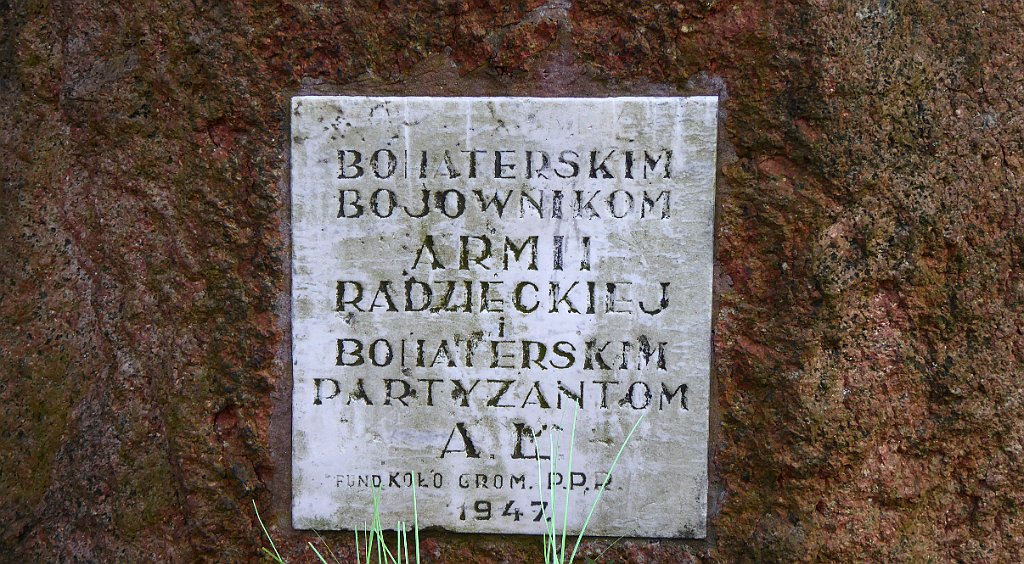 BOHATERSKIM
BOJOWNIKOM
ARMII
RADZIECKIEJ
i
BOHATERSKIM
PARTYZANTOM
A. L.
FUND. KOŁO GROM. P.P.R.
1947